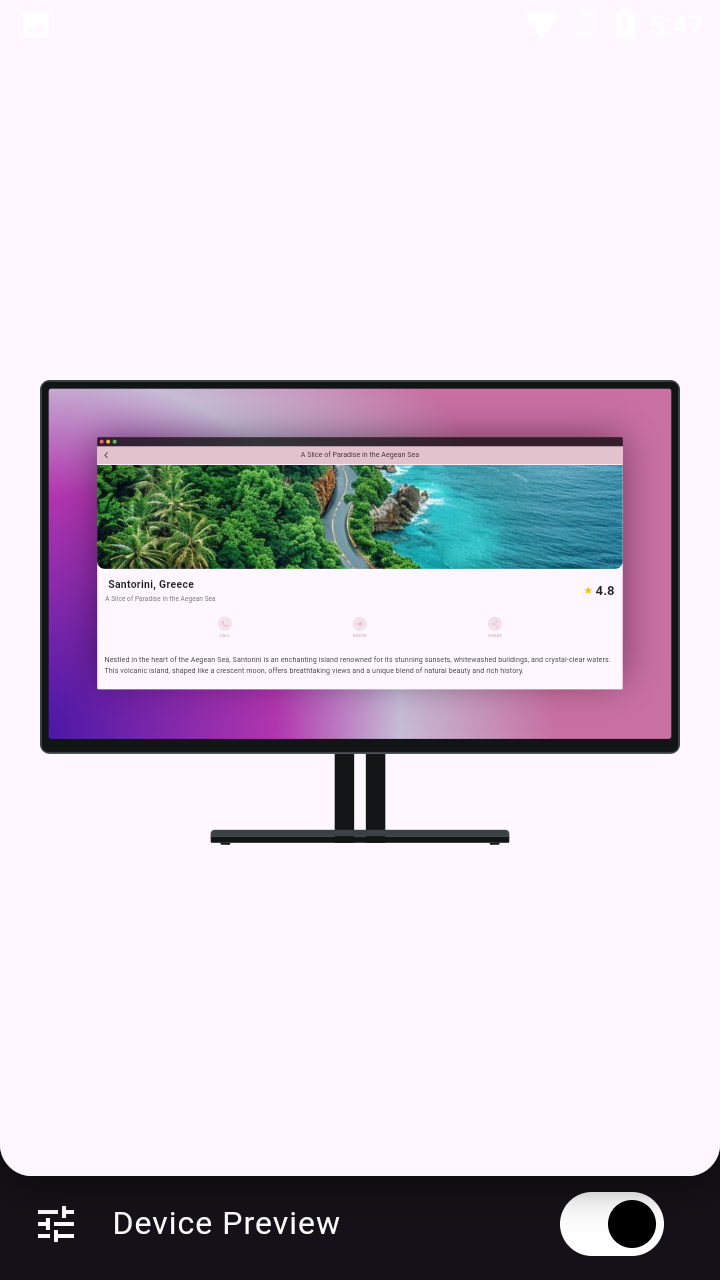 5:47
A Slice of Paradise in the Aegean Sea
Santorini, Greece
A Slice of Paradise in the Aegean Sea
4.8
CALL
ROUTE
SHARE
Nestled in the heart of the Aegean Sea, Santorini is an enchanting island renowned for its stunning sunsets, whitewashed buildings, and crystal-clear waters.
This volcanic island, shaped like a crescent moon, offers breathtaking views and a unique blend of natural beauty and rich history.
Device Preview